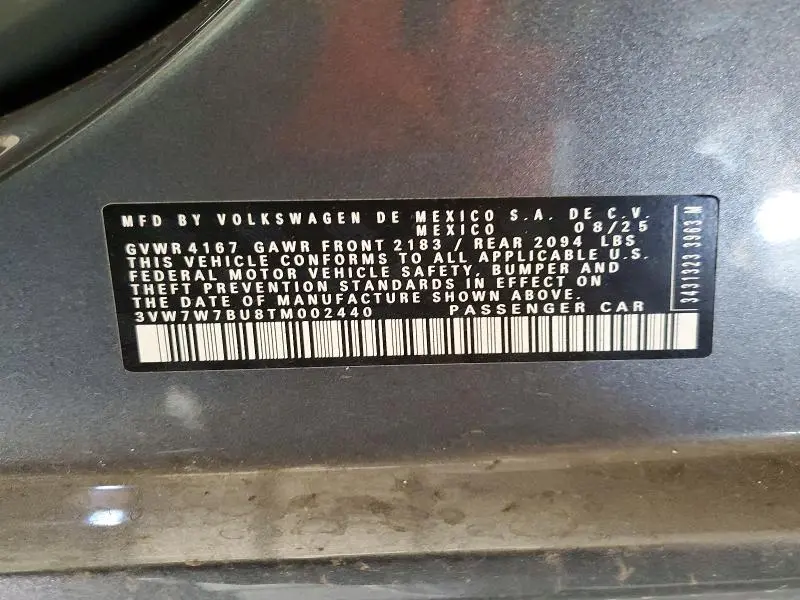 MFD BY VOLKSWAGEN DE MEXICO S.A. DE C.V.
MEXICO 08/25
GVWR 4167 GAWR FRONT 2183 / REAR 2094 LBS
THIS VEHICLE CONFORMS TO ALL APPLICABLE U.S.
FEDERAL MOTOR VEHICLE SAFETY, BUMPER AND
THEFT PREVENTION STANDARDS IN EFFECT ON
THE DATE OF MANUFACTURE SHOWN ABOVE.
3VW7W7BU8TM002440 PASSENGER CAR
3431323 3963 M